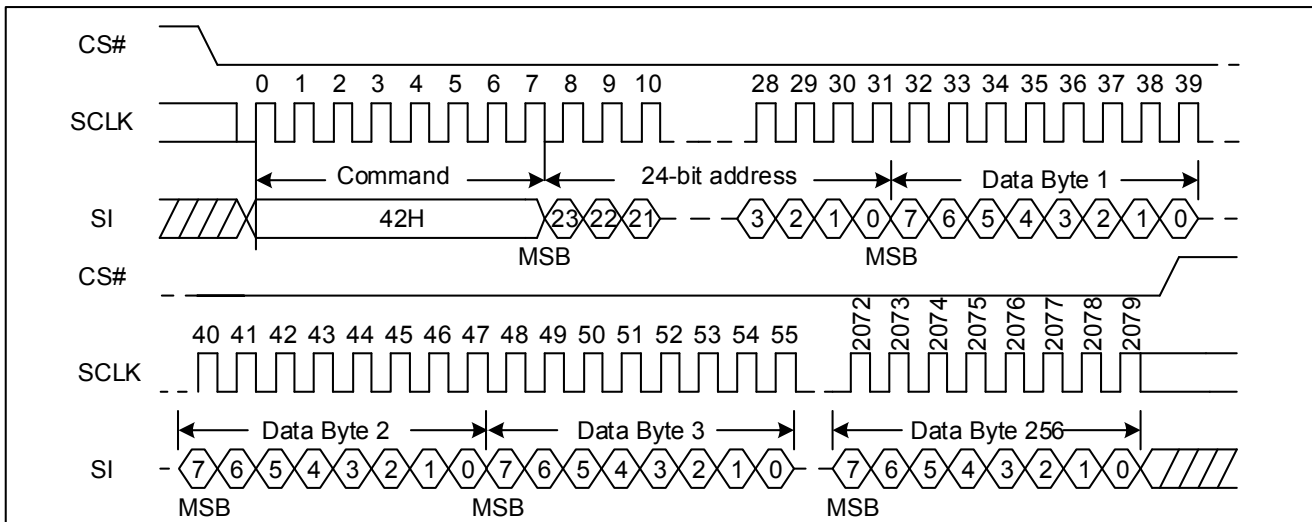 CS#
0 1 2 3 4 5 6 7 8 9 10 28 29 30 31 32 33 34 35 36 37 38 39
SCLK
Command 24-bit address Data Byte 1
SI 42H 23 22 21 3 2 1 0 7 6 5 4 3 2 1 0
MSB MSB
CS#
40 41 42 43 44 45 46 47 48 49 50 51 52 53 54 55 2072 2073 2074 2075 2076 2077 2078 2079
SCLK
Data Byte 2 Data Byte 3 Data Byte 256
SI 7 6 5 4 3 2 1 0 7 6 5 4 3 2 1 0 7 6 5 4 3 2 1 0
MSB MSB MSB